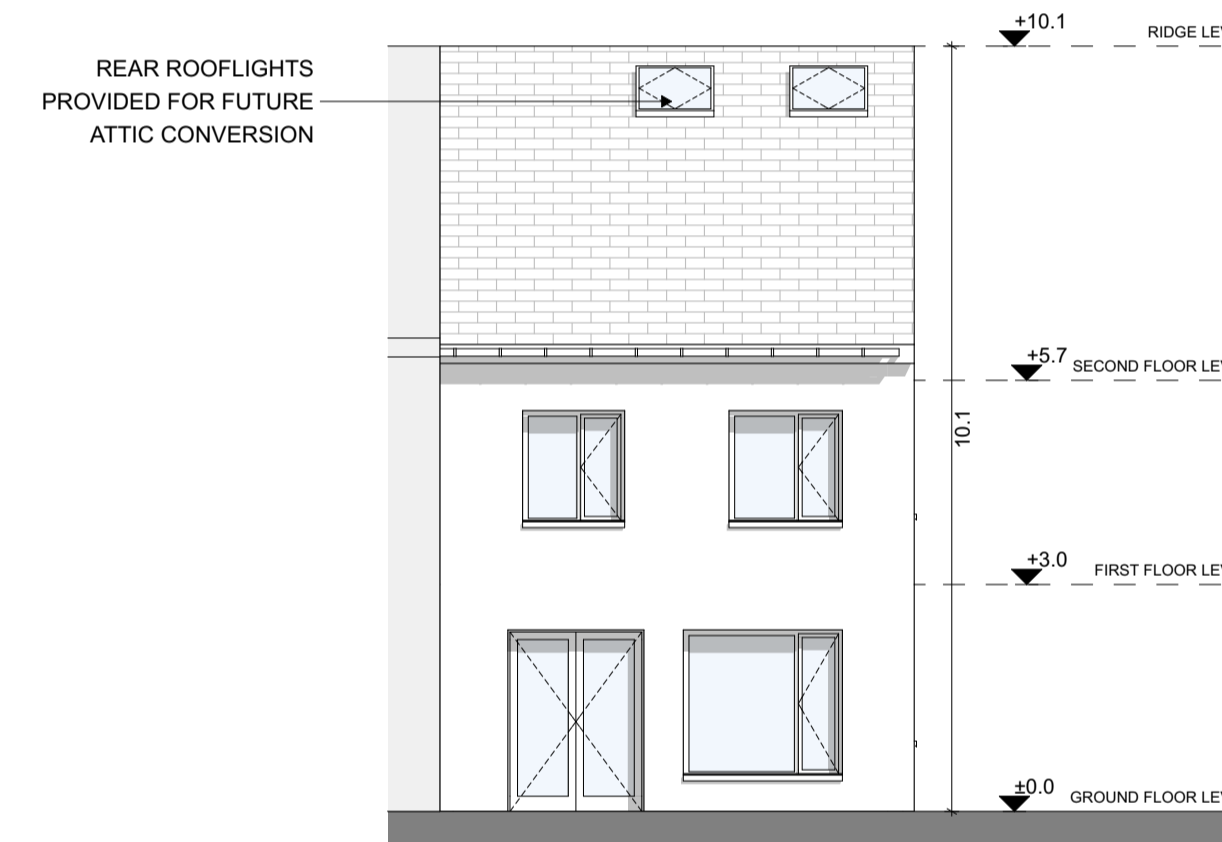 REAR ROOFLIGHTS
PROVIDED FOR FUTURE
ATTIC CONVERSION
+10.1
RIDGE LEV
+5.7
SECOND FLOOR LEV
10.1
+3.0
FIRST FLOOR LEV
±0.0
GROUND FLOOR LEV